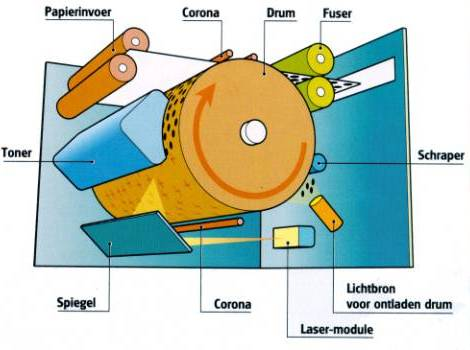 Papierinvoer
Corona
Drum
Fuser
Toner
Schraper
Spiegel
Corona
Lichtbron
voor ontladen drum
Laser-module